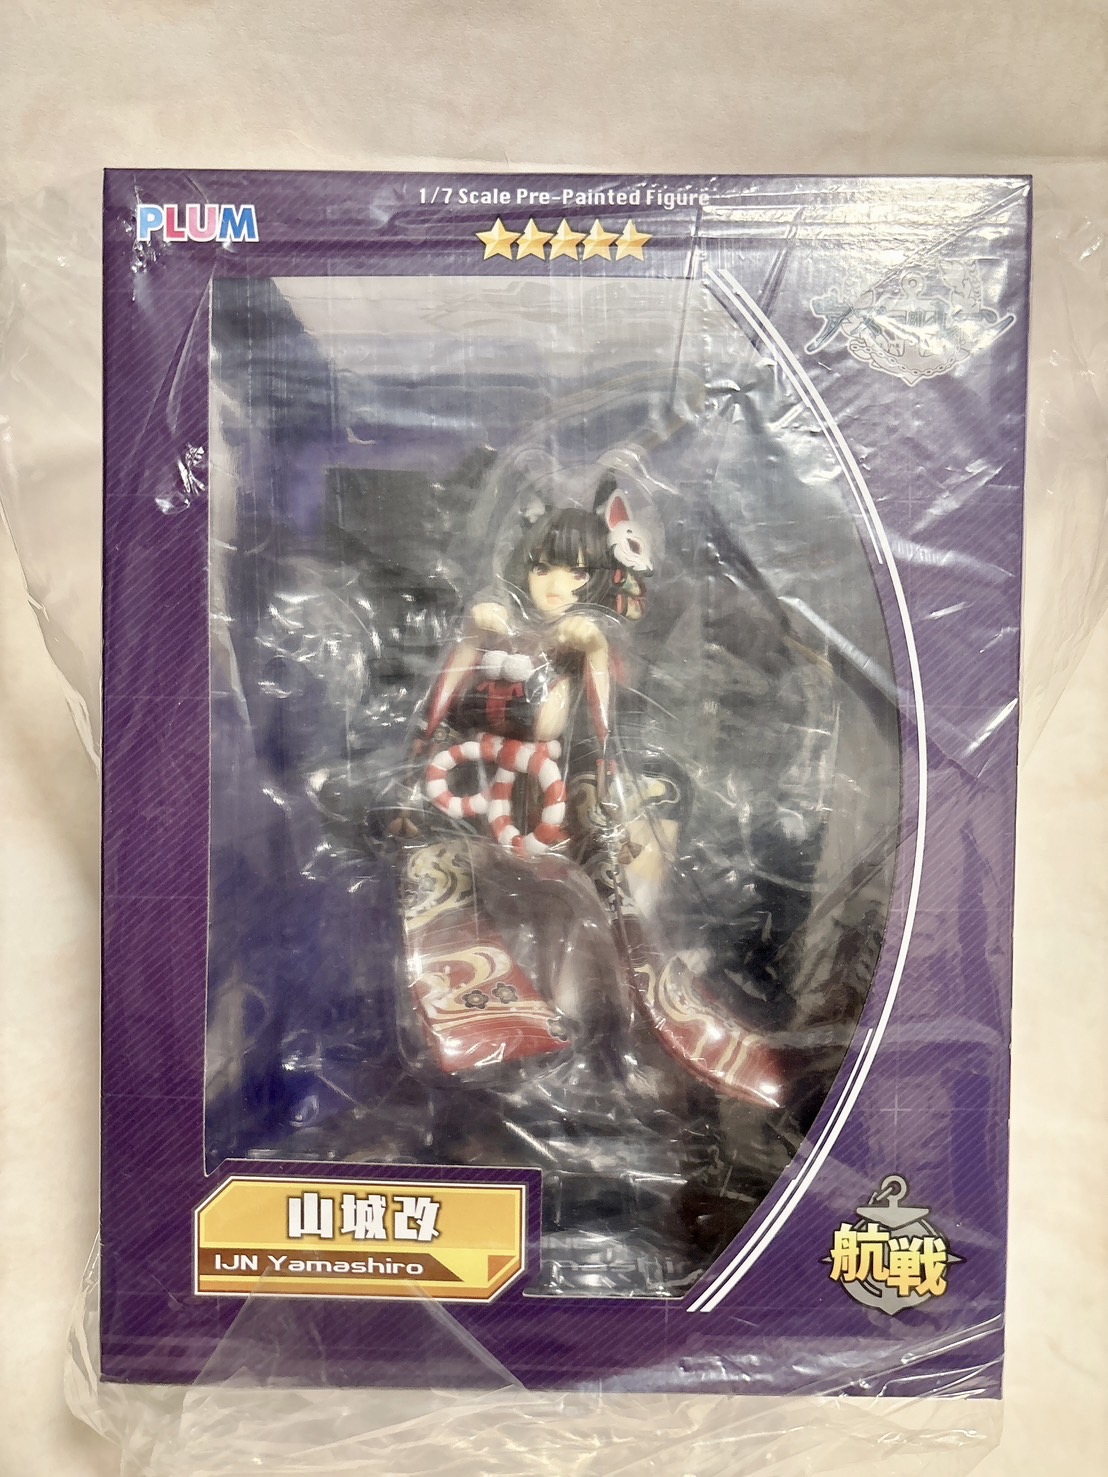 1/7 Scale Pre-Painted Figure
PLUM
山城改
IJN Yamashiro
航戦